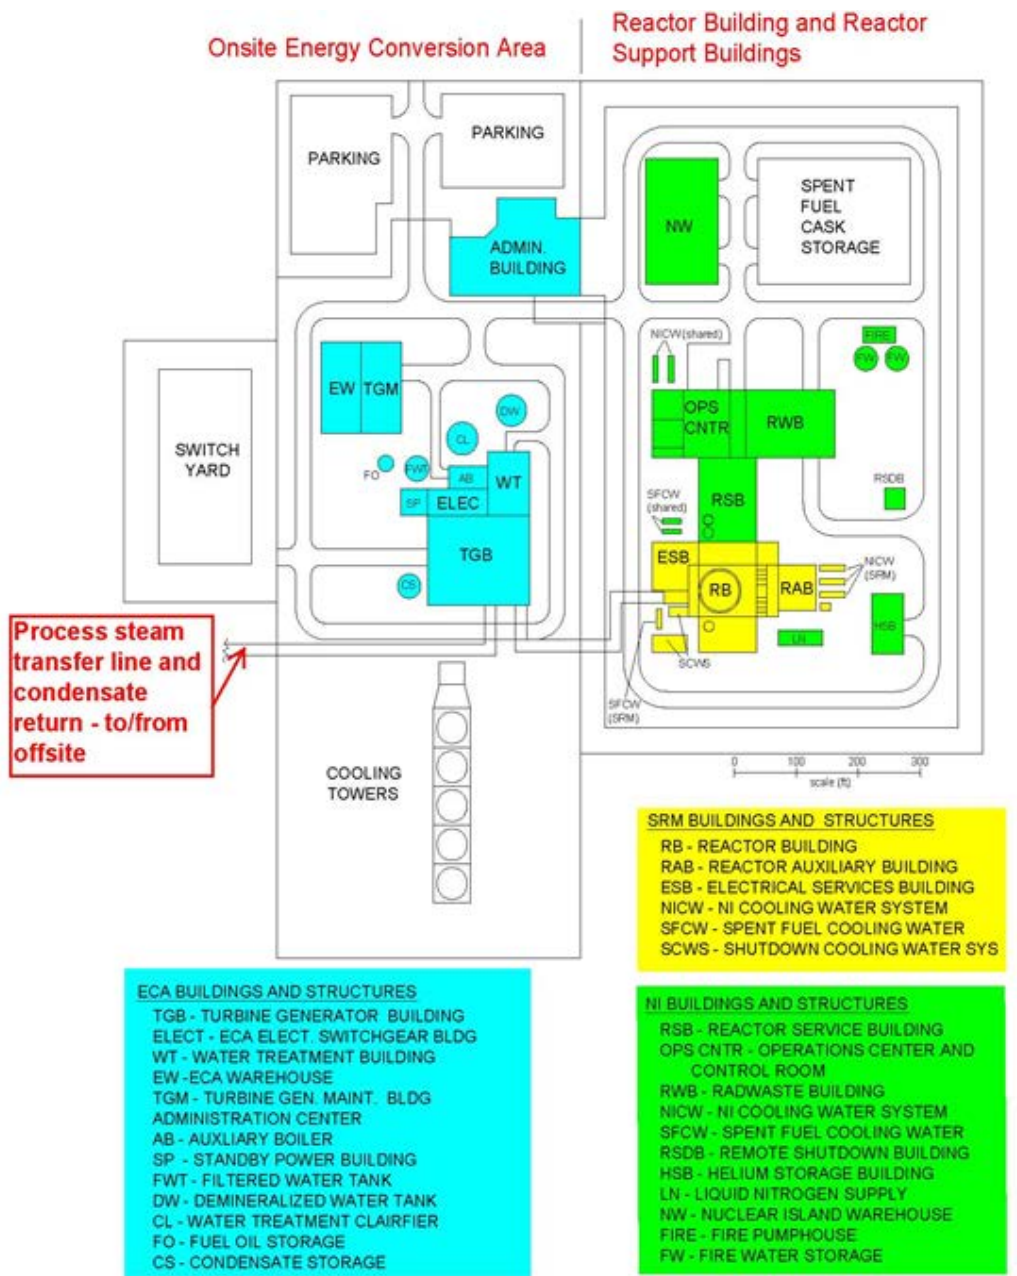 Onsite Energy Conversion Area
Reactor Building and Reactor
Support Buildings
PARKING
PARKING
ADMIN.
BUILDING
NW
SPENT
FUEL
CASK
STORAGE
NICW(shared)
FIRE
FW
FW
EW
TGM
DW
CL
FO
FWT
AB
WT
SP
ELEC
TGB
CS
SWITCH
YARD
OPS
CNTR
RWB
RSB
RSDB
SFCW
(shared)
ESB
RB
RAB
NICW
(SRM)
HSB
LN
SCWS
SFCW
(SRM)
Process steam
transfer line and
condensate
return - to/from
offsite
COOLING
TOWERS
0 100 200 300
scale (ft)
SRM BUILDINGS AND STRUCTURES
RB - REACTOR BUILDING
RAB - REACTOR AUXILIARY BUILDING
ESB - ELECTRICAL SERVICES BUILDING
NICW - NI COOLING WATER SYSTEM
SFCW - SPENT FUEL COOLING WATER
SCWS - SHUTDOWN COOLING WATER SYS
ECA BUILDINGS AND STRUCTURES
TGB - TURBINE GENERATOR BUILDING
ELECT - ECA ELECT. SWITCHGEAR BLDG
WT - WATER TREATMENT BUILDING
EW -ECA WAREHOUSE
TGM - TURBINE GEN. MAINT. BLDG
ADMINISTRATION CENTER
AB - AUXLIARY BOILER
SP - STANDBY POWER BUILDING
FWT - FILTERED WATER TANK
DW - DEMINERALIZED WATER TANK
CL - WATER TREATMENT CLAIRFIER
FO - FUEL OIL STORAGE
CS - CONDENSATE STORAGE
NI BUILDINGS AND STRUCTURES
RSB - REACTOR SERVICE BUILDING
OPS CNTR - OPERATIONS CENTER AND
CONTROL ROOM
RWB - RADWASTE BUILDING
NICW - NI COOLING WATER SYSTEM
SFCW - SPENT FUEL COOLING WATER
RSDB - REMOTE SHUTDOWN BUILDING
HSB - HELIUM STORAGE BUILDING
LN - LIQUID NITROGEN SUPPLY
NW - NUCLEAR ISLAND WAREHOUSE
FIRE - FIRE PUMPHOUSE
FW - FIRE WATER STORAGE